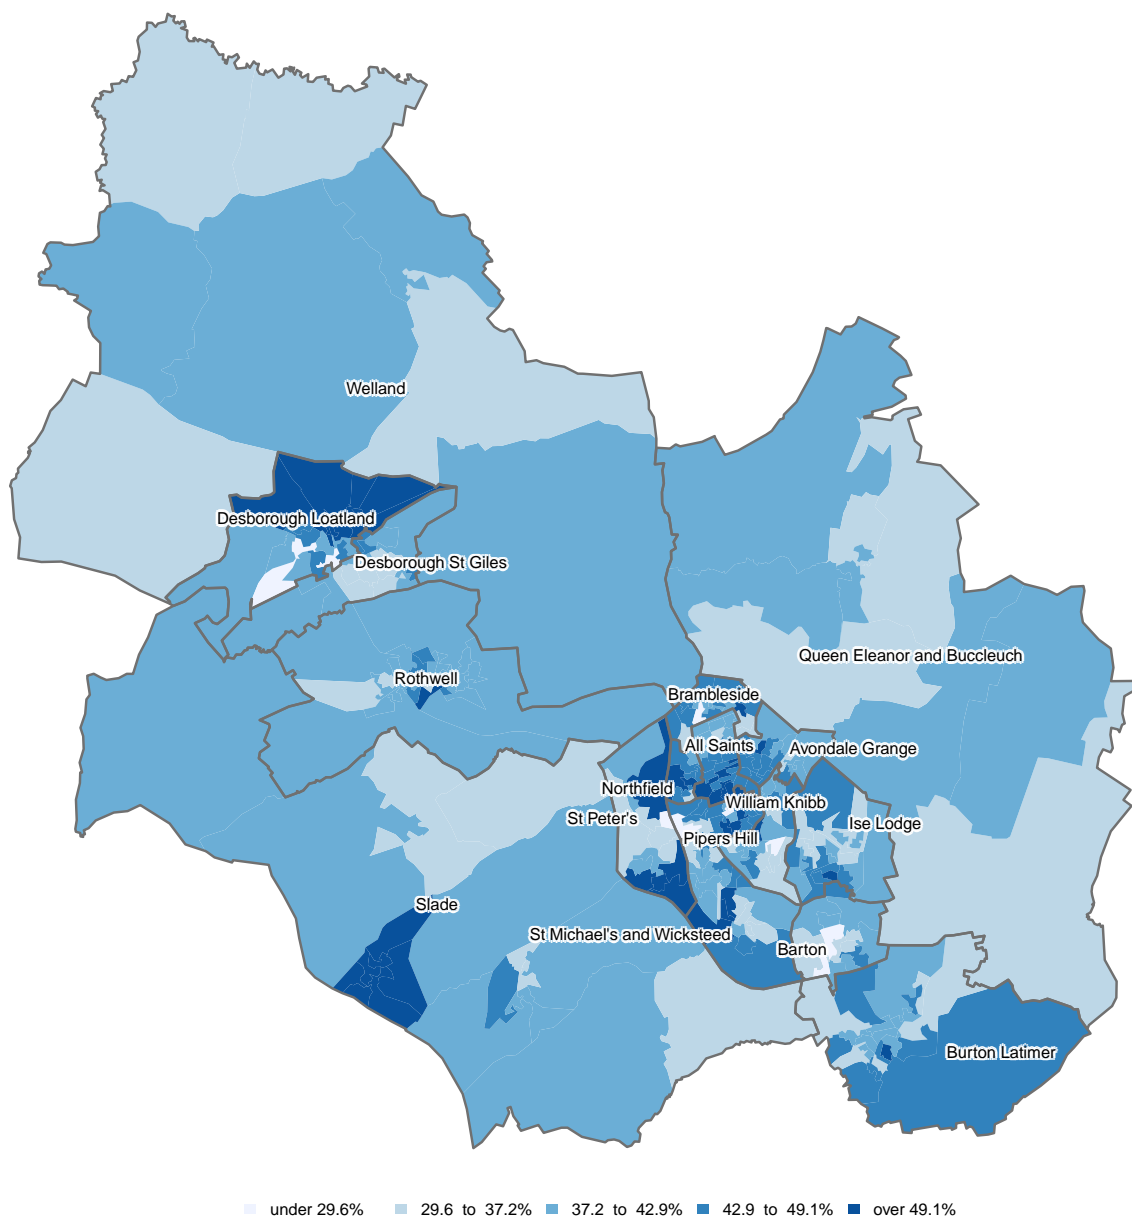 Welland
Desborough Loatland
Desborough St Giles
Queen Eleanor and Buccleuch
Rothwell
Brambleside
All Saints
Avondale Grange
Northfield
William Knibb
St Peter's
Ise Lodge
Pipers Hill
Slade
St Michael's and Wicksteed
Barton
Burton Latimer
under 29.6% 29.6 to 37.2% 37.2 to 42.9% 42.9 to 49.1% over 49.1%